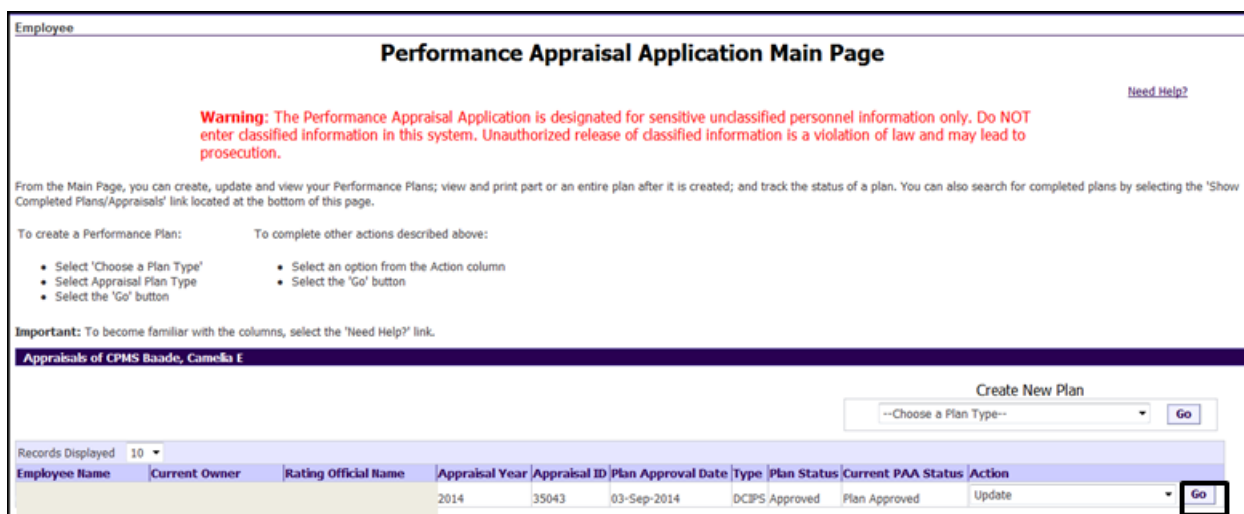 Employee
Performance Appraisal Application Main Page
Need Help?
Warning: The Performance Appraisal Application is designated for sensitive unclassified personnel information only. Do NOT
enter classified information in this system. Unauthorized release of classified information is a violation of law and may lead to
prosecution.
From the Main Page, you can create, update and view your Performance Plans; view and print part or an entire plan after it is created; and track the status of a plan. You can also search for completed plans by selecting the 'Show
Completed Plans/Appraisals' link located at the bottom of this page.
To create a Performance Plan: To complete other actions described above:
• Select 'Choose a Plan Type' • Select an option from the Action column
• Select Appraisal Plan Type • Select the 'Go' button
• Select the 'Go' button
Important: To become familiar with the columns, select the 'Need Help?' link.
Appraisals of CPMS Baade, Camelia E
Create New Plan
--Choose a Plan Type-- Go
Records Displayed 10
Employee Name Current Owner Rating Official Name Appraisal Year Appraisal ID Plan Approval Date Type Plan Status Current PAA Status Action
2014 35043 03-Sep-2014 DCIPS Approved Plan Approved Update Go